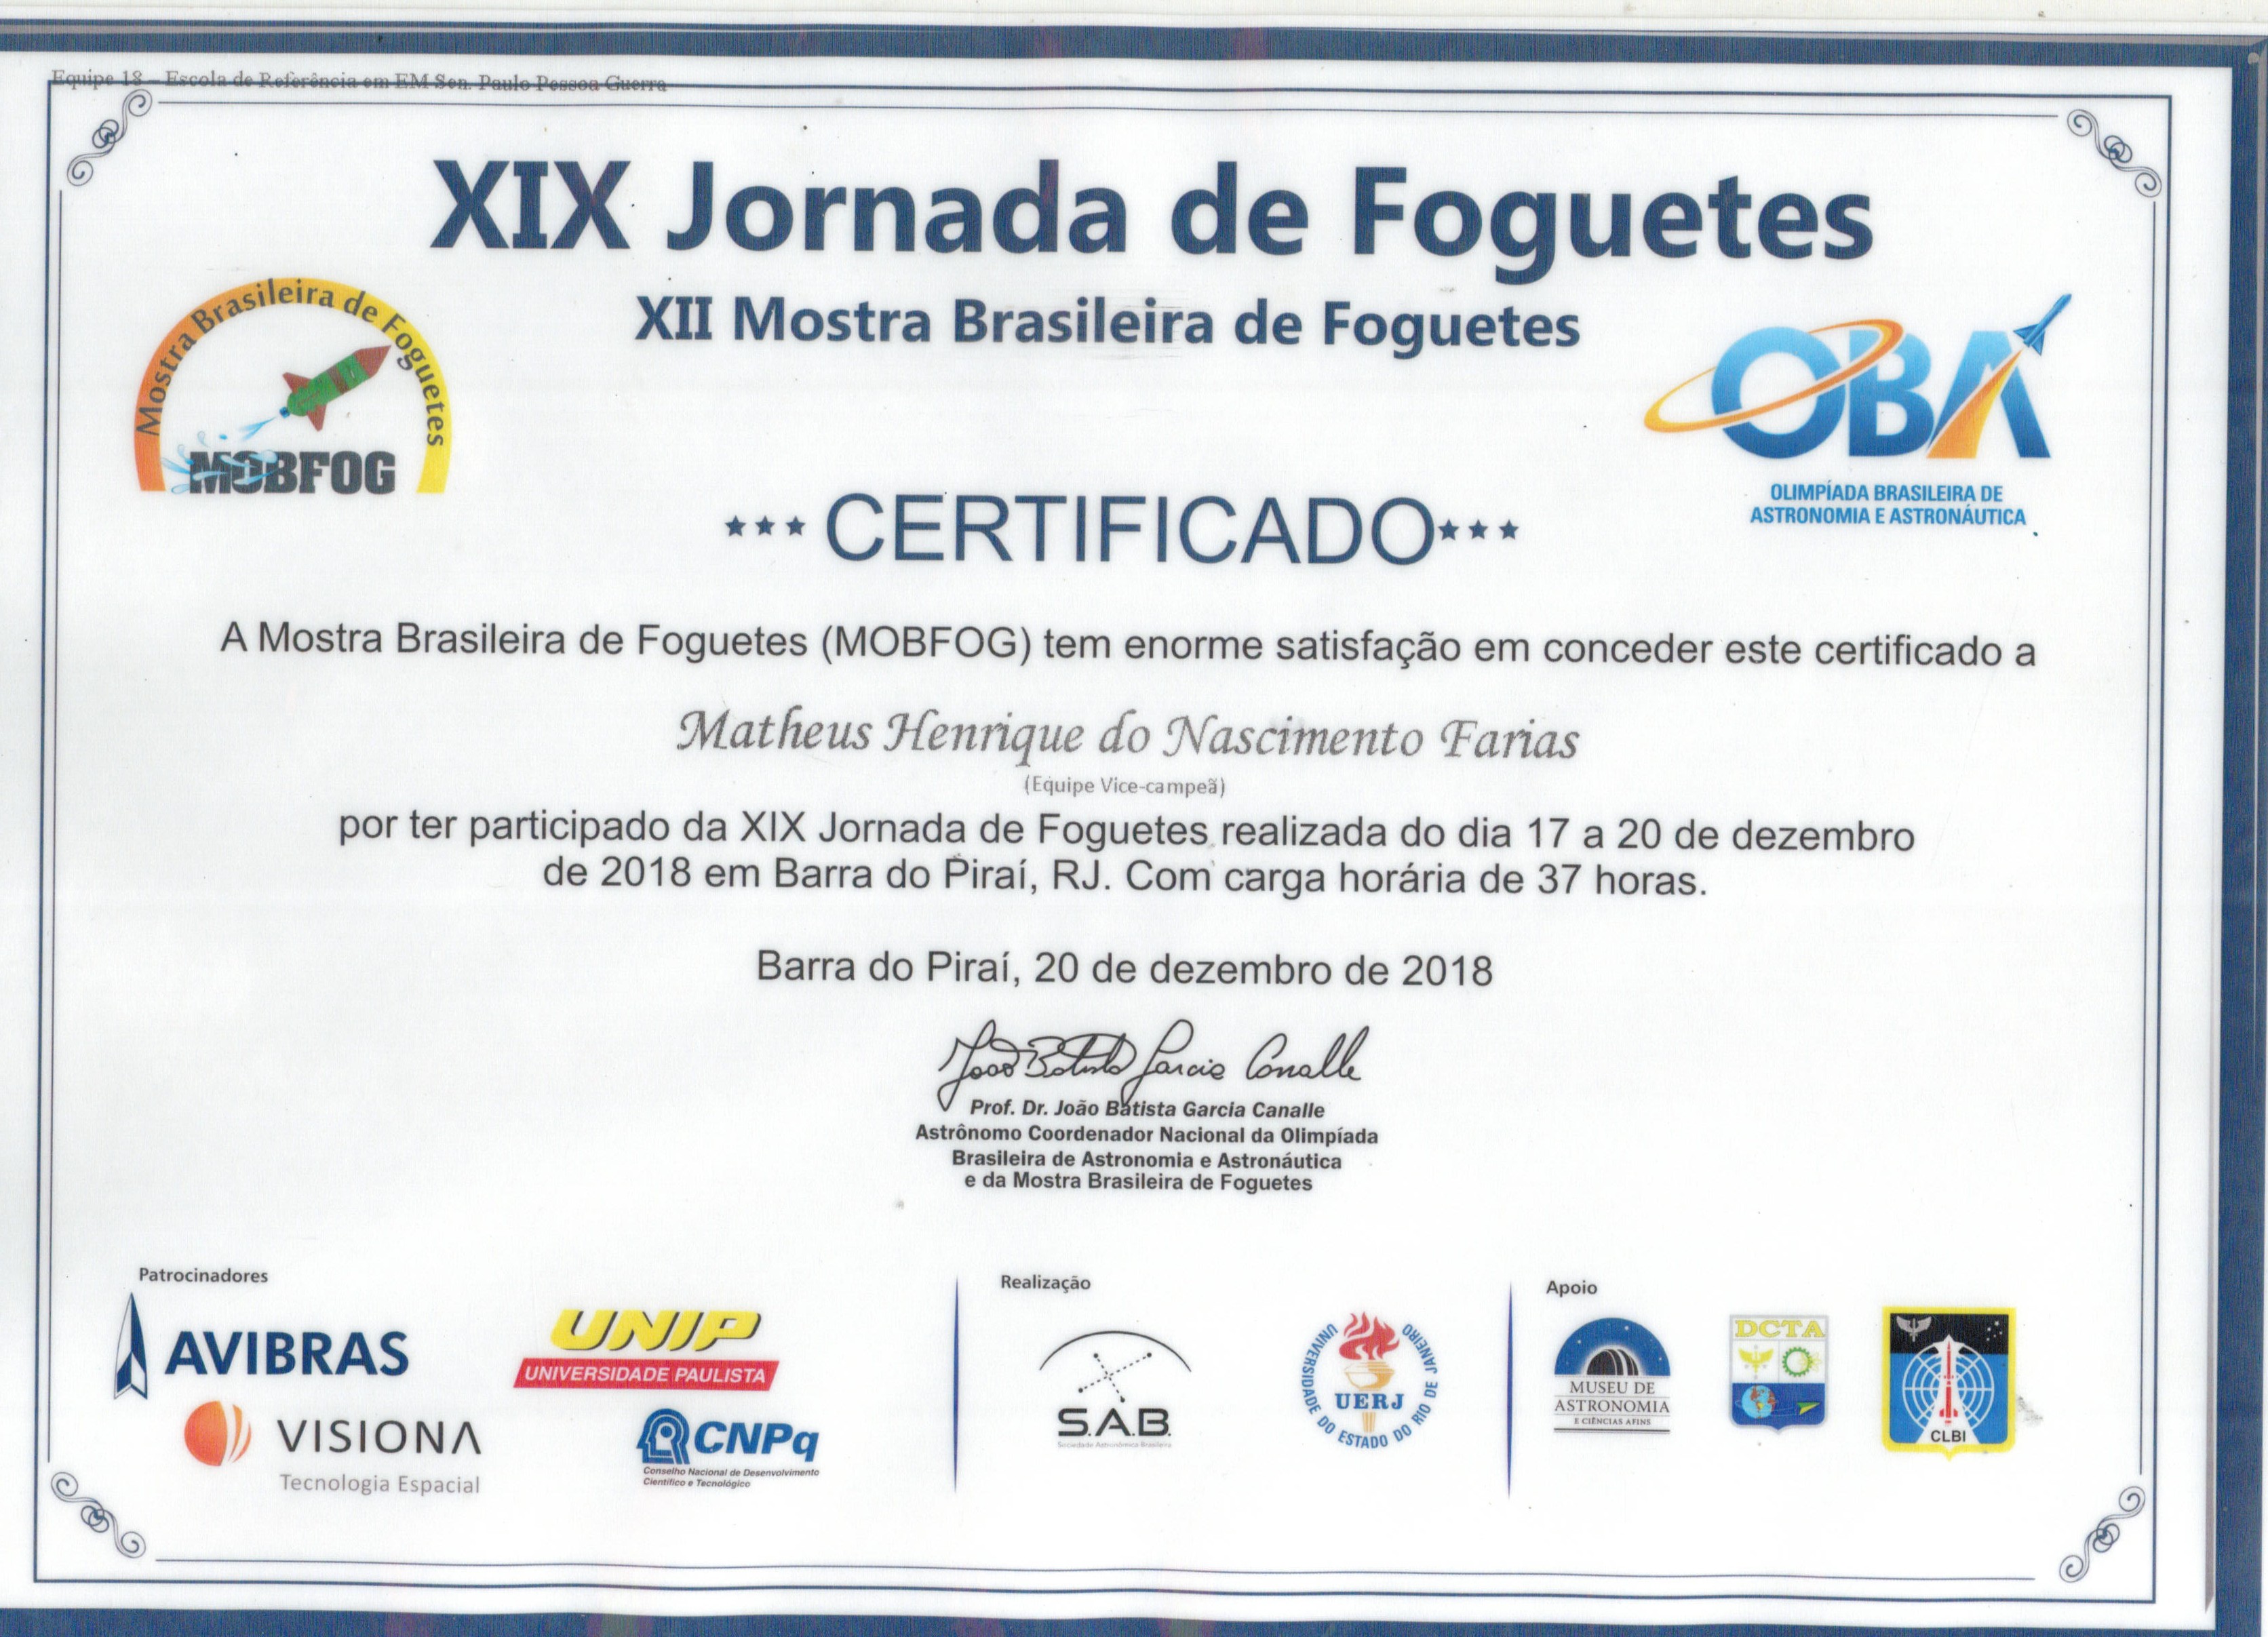 Equipe 18 – Escola de Referência em EM Sen. Paulo Pessoa Guerra
XIX Jornada de Foguetes
XII Mostra Brasileira de Foguetes
Mostra Brasileira de Foguetes
MOBFOG
OBA
OLIMPÍADA BRASILEIRA DE
ASTRONOMIA E ASTRONÁUTICA
*** CERTIFICADO***
A Mostra Brasileira de Foguetes (MOBFOG) tem enorme satisfação em conceder este certificado a
Matheus Henrique do Nascimento Farias
(Equipe Vice-campeã)
por ter participado da XIX Jornada de Foguetes realizada do dia 17 a 20 de dezembro
de 2018 em Barra do Piraí, RJ. Com carga horária de 37 horas.
Barra do Piraí, 20 de dezembro de 2018
João Batista Garcia Canalle
Prof. Dr. João Batista Garcia Canalle
Astrônomo Coordenador Nacional da Olimpíada
Brasileira de Astronomia e Astronáutica
e da Mostra Brasileira de Foguetes
Patrocinadores
AVIBRAS
UNIP
UNIVERSIDADE PAULISTA
VISIONA
Tecnologia Espacial
CNPq
Conselho Nacional de Desenvolvimento
Científico e Tecnológico
Realização
S.A.B.
Sociedade Astronômica Brasileira
UNIVERSIDADE DO ESTADO DO RIO DE JANEIRO
UERJ
Apoio
MUSEU DE
ASTRONOMIA
E CIÊNCIAS AFINS
DCTA
CLBI